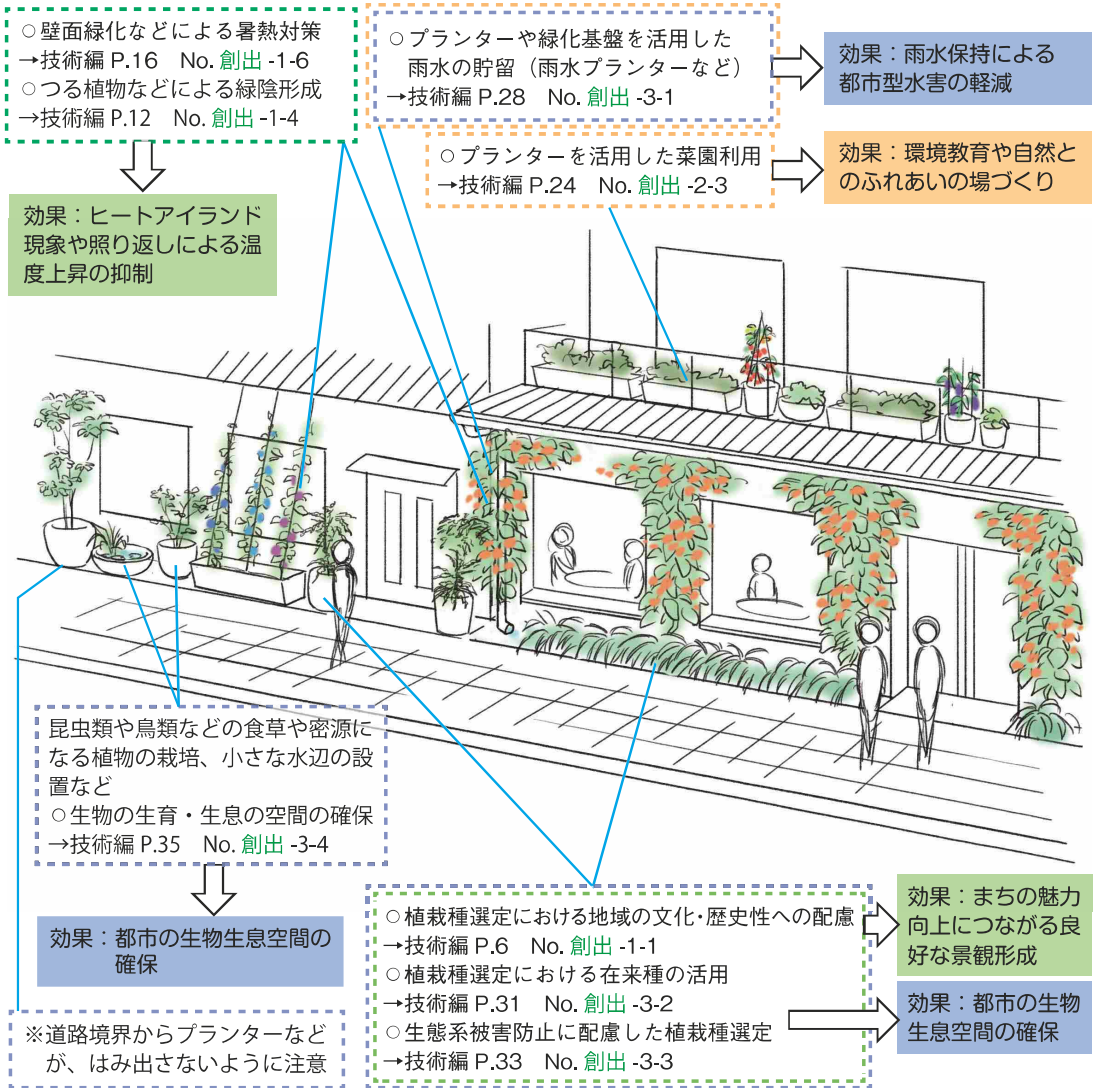 ○壁面緑化などによる暑熱対策
→技術編 P.16 No. 創出 -1-6
○つる植物などによる緑陰形成
→技術編 P.12 No. 創出 -1-4
効果：ヒートアイランド
現象や照り返しによる温
度上昇の抑制
○プランターや緑化基盤を活用した
雨水の貯留（雨水プランターなど）
→技術編 P.28 No. 創出 -3-1
効果：雨水保持による
都市型水害の軽減
○プランターを活用した菜園利用
→技術編 P.24 No. 創出 -2-3
効果：環境教育や自然と
のふれあいの場づくり
昆虫類や鳥類などの食草や密源に
なる植物の栽培、小さな水辺の設
置など
○生物の生育・生息の空間の確保
→技術編 P.35 No. 創出 -3-4
効果：都市の生物生息空間の
確保
※道路境界からプランターなど
が、はみ出さないように注意
○植栽種選定における地域の文化・歴史性への配慮
→技術編 P.6 No. 創出 -1-1
○植栽種選定における在来種の活用
→技術編 P.31 No. 創出 -3-2
○生態系被害防止に配慮した植栽種選定
→技術編 P.33 No. 創出 -3-3
効果：まちの魅力
向上につながる良
好な景観形成
効果：都市の生物
生息空間の確保